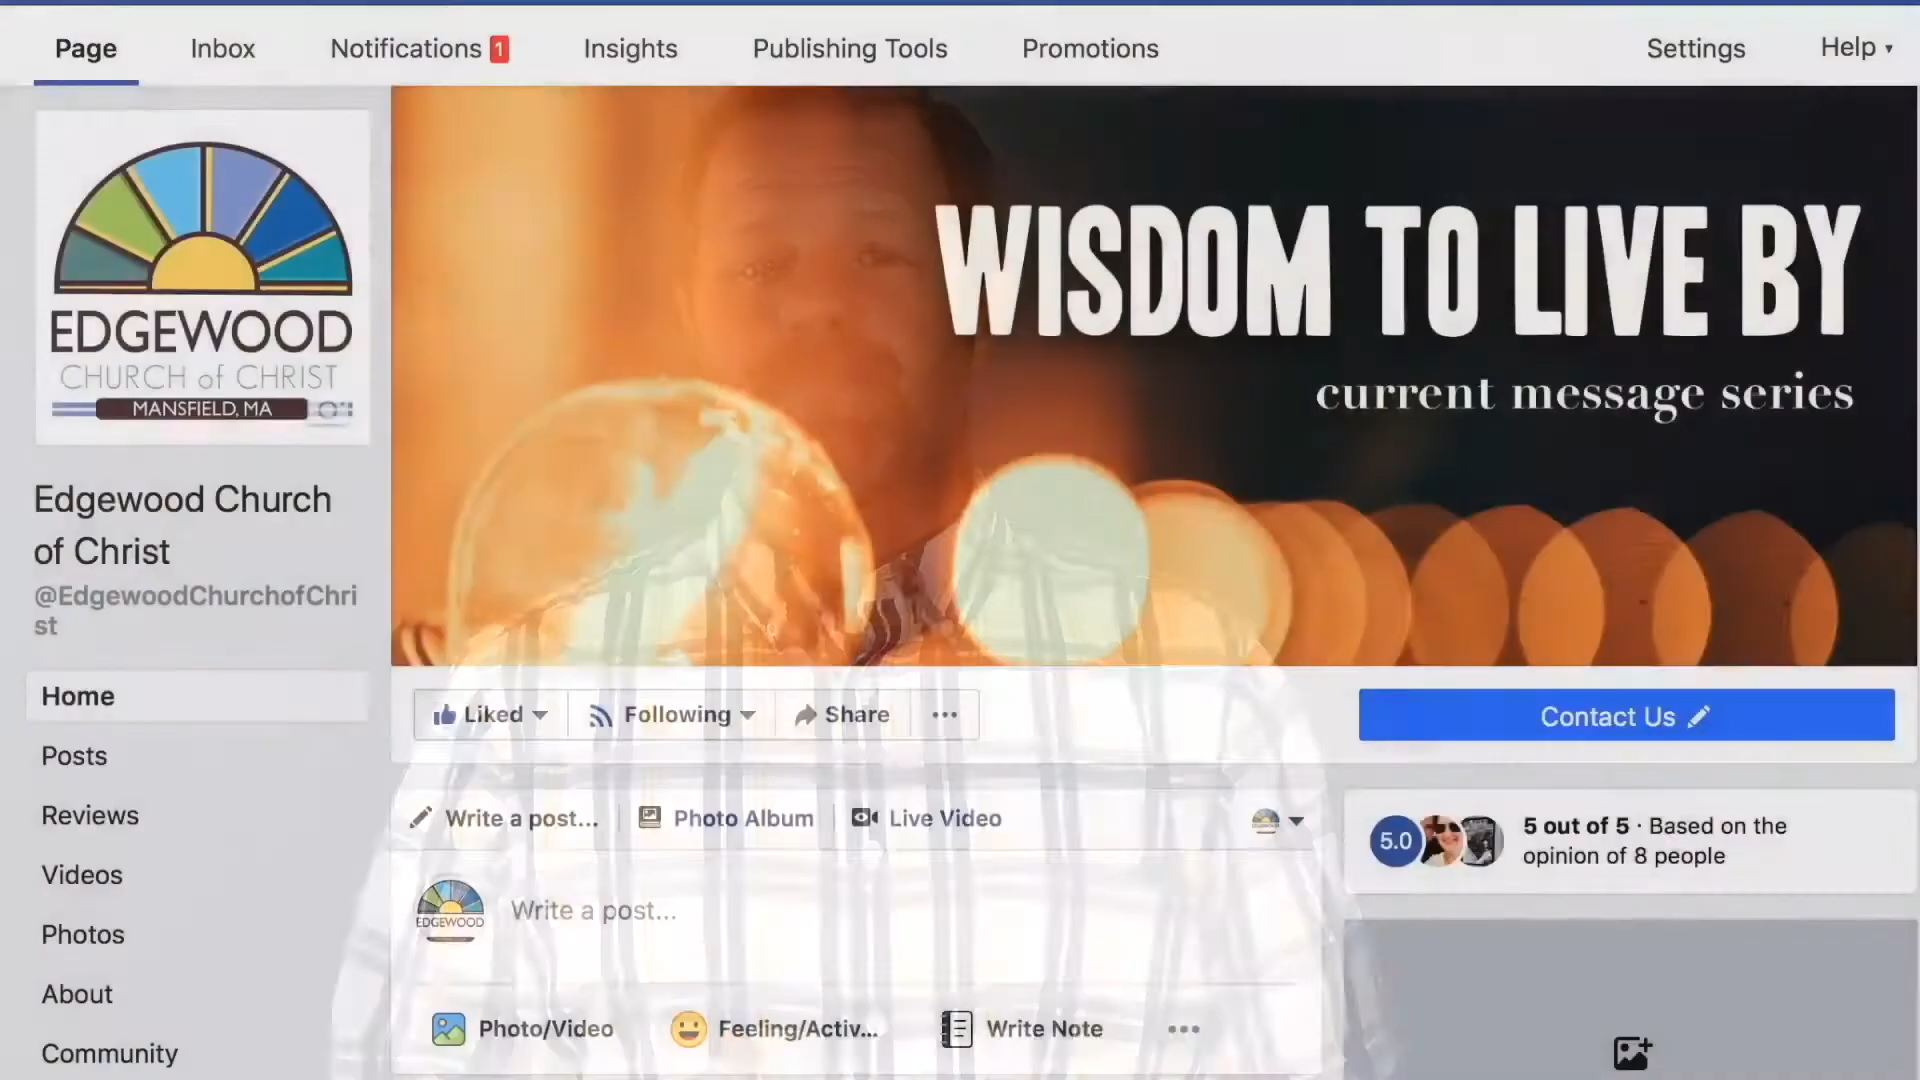 Page Inbox Notifications 1 Insights Publishing Tools Promotions Settings Help
EDGEWOOD
CHURCH of CHRIST
MANSFIELD, MA
WISDOM TO LIVE BY
current message series
Edgewood Church
of Christ
@EdgewoodChurchofChri
st
Home
Posts
Reviews
Videos
Photos
About
Community
Liked Following Share
Contact Us
Write a post... Photo Album Live Video
EDGEWOOD
Write a post...
Photo/Video Feeling/Activ... Write Note
5.0
5 out of 5 · Based on the
opinion of 8 people